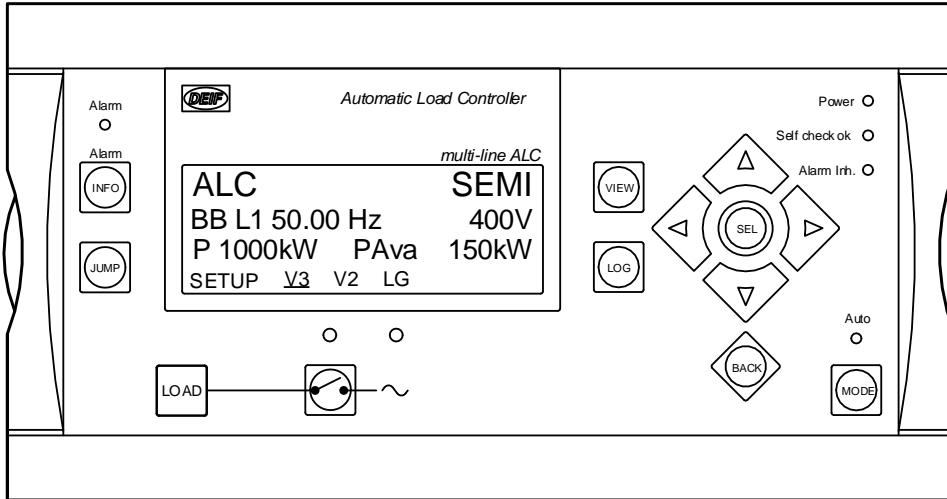 DEIF
Automatic Load Controller
multi-line ALC
Alarm
Alarm
INFO
JUMP
ALC SEMI
BB L1 50.00 Hz 400V
P 1000kW PAva 150kW
SETUP V3 V2 LG
VIEW
LOG
Power
Self check ok
Alarm Inh.
SEL
BACK
Auto
MODE
LOAD